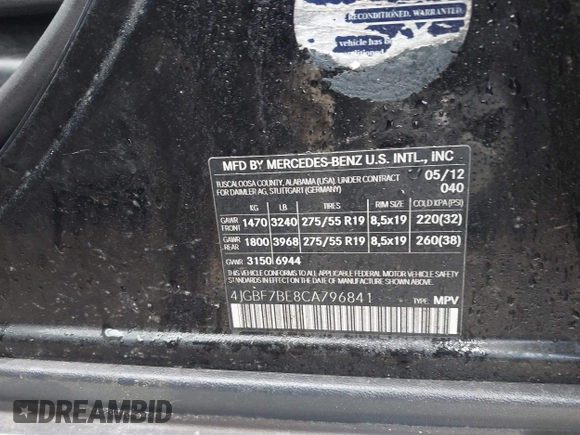 RECONDITIONED. WARRANTED
vehicle has
conditioned
MFD BY MERCEDES-BENZ U.S. INTL., INC
TUSCALOOSA COUNTY, ALABAMA (USA), UNDER CONTRACT 05/12
FOR DAIMLER AG, STUTTGART (GERMANY) 040
KG LB TIRES RIM SIZE COLD KPA(PSI)
GAWR FRONT 1470 3240 275/55 R19 8,5x19 220(32)
GAWR REAR 1800 3968 275/55 R19 8,5x19 260(38)
GVWR 3150 6944
THIS VEHICLE CONFORMS TO ALL APPLICABLE FEDERAL MOTOR VEHICLE SAFETY
STANDARDS IN EFFECT ON THE DATE OF MANUFACTURE SHOWN ABOVE.
4JGBF7BE8CA796841 TYPE: MPV
DREAMBID